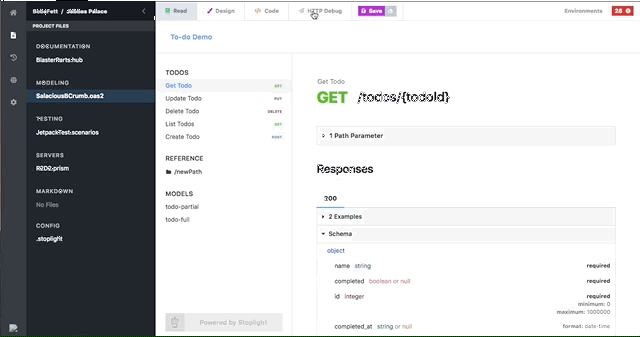 BobaFett / Jabbas Palace
PROJECT FILES
DOCUMENTATION
BlasterParts:hub
MODELING
SalaciousBCrumb.oas2
TESTING
JetpackTest.scenarios
SERVERS
R2D2:prism
MARKDOWN
No Files
CONFIG
.stoplight
Read
Design
Code
HTTP Debug
Save
Environments
28
To-do Demo
TODOS
Get Todo GET
Update Todo PUT
Delete Todo DELETE
List Todos GET
Create Todo POST
REFERENCE
/newPath
MODELS
todo-partial
todo-full
Powered by Stoplight
Get Todo
GET /todos/{todoId}
1 Path Parameter
Responses
200
2 Examples
Schema
object
name string required
completed boolean or null required
id integer required
minimum: 0
maximum: 1000000
completed_at string or null format: date-time